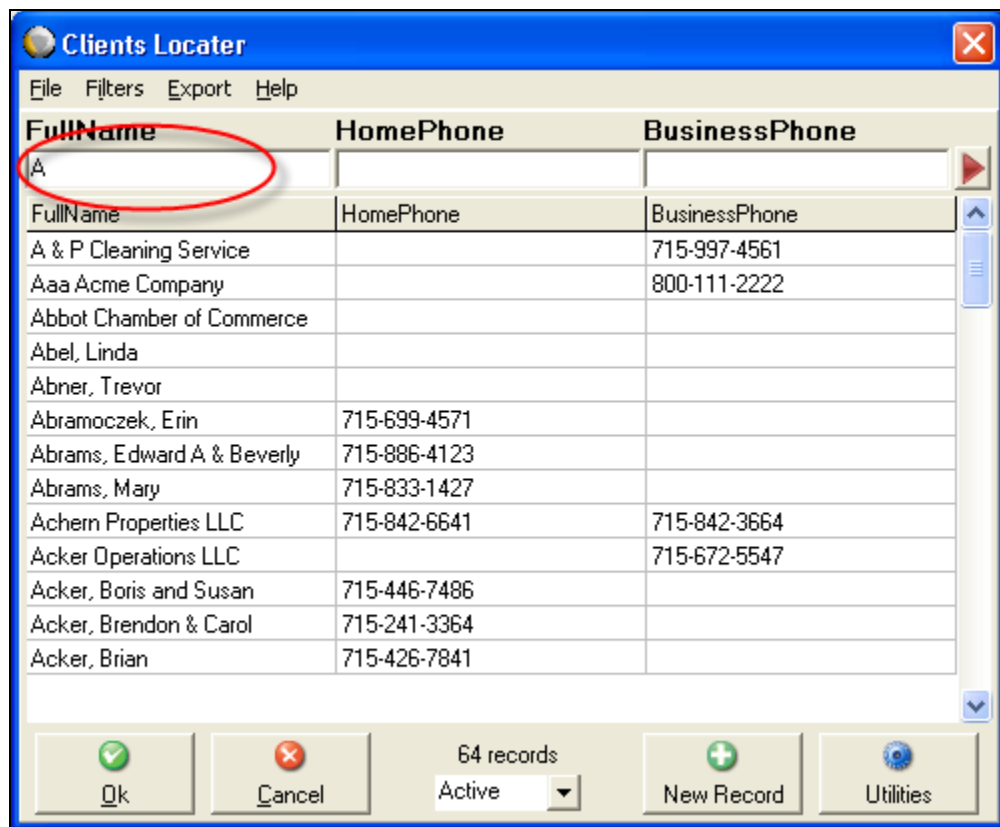 Clients Locater
File Filters Export Help
FullName HomePhone BusinessPhone
A
FullName HomePhone BusinessPhone
A & P Cleaning Service 715-997-4561
Aaa Acme Company 800-111-2222
Abbot Chamber of Commerce
Abel, Linda
Abner, Trevor
Abramoczek, Erin 715-699-4571
Abrams, Edward A & Beverly 715-886-4123
Abrams, Mary 715-833-1427
Achern Properties LLC 715-842-6641 715-842-3664
Acker Operations LLC 715-672-5547
Acker, Boris and Susan 715-446-7486
Acker, Brendon & Carol 715-241-3364
Acker, Brian 715-426-7841
64 records
Ok Cancel Active New Record Utilities